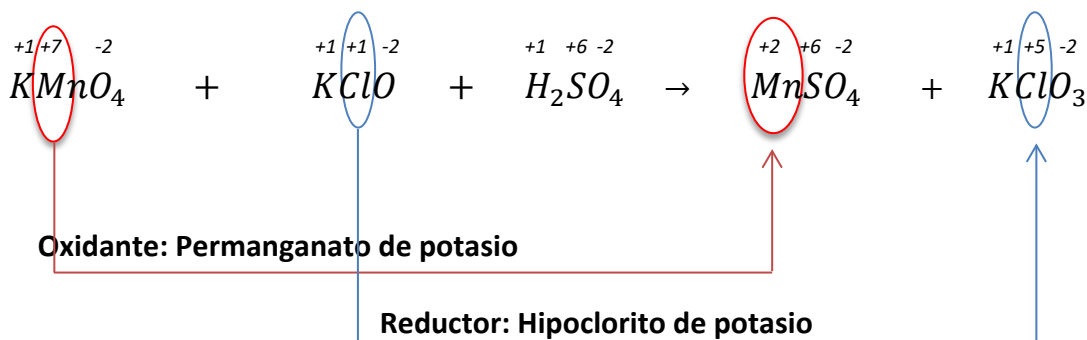 +1 +7 -2 +1 +1 -2 +1 +6 -2 +2 +6 -2 +1 +5 -2
KMnO₄ + KClO + H₂SO₄ → MnSO₄ + KClO₃
Oxidante: Permanganato de potasio
Reductor: Hipoclorito de potasio